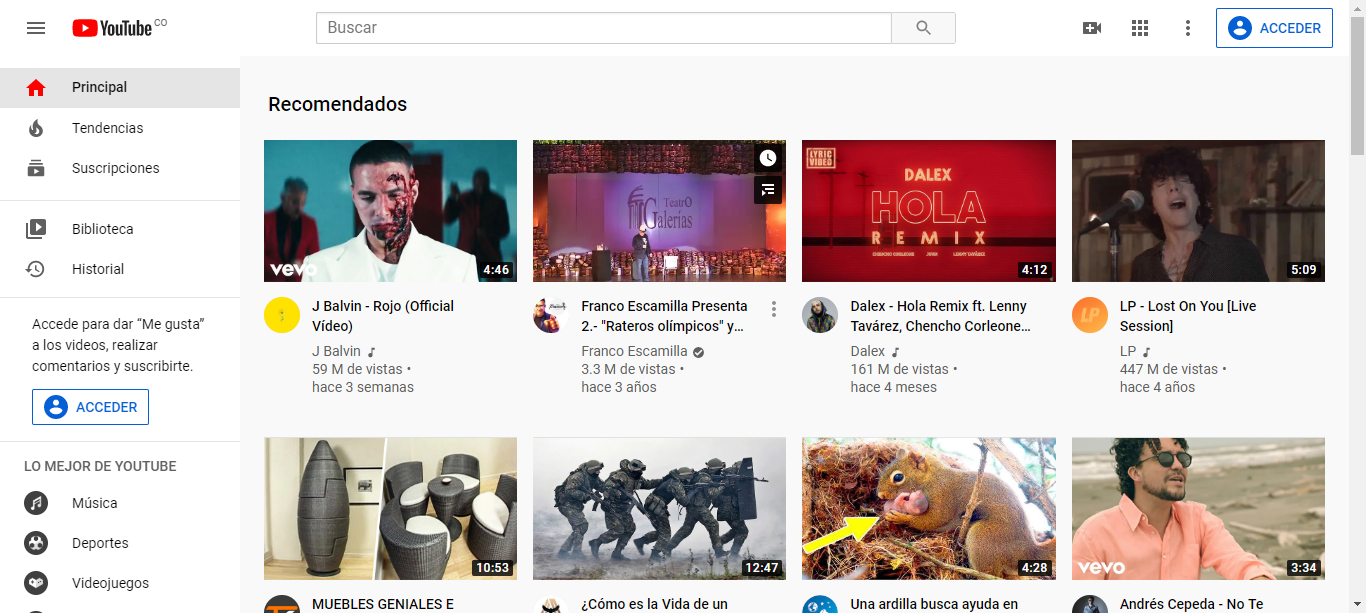 YouTube CO
Buscar
ACCEDER
Principal
Tendencias
Suscripciones
Biblioteca
Historial
Accede para dar “Me gusta”
a los videos, realizar
comentarios y suscribirte.
ACCEDER
LO MEJOR DE YOUTUBE
Música
Deportes
Videojuegos
Recomendados
vevo
4:46
J Balvin - Rojo (Official
Vídeo)
J Balvin
59 M de vistas •
hace 3 semanas
TEATRO
Galerías
Franco Escamilla Presenta
2.- "Rateros olímpicos" y...
Franco Escamilla
3.3 M de vistas •
hace 3 años
LYRIC
VIDEO
DALEX
HOLA
REMIX
CHENCHO CORLEONE
LENNY TAVÁREZ
4:12
Dalex - Hola Remix ft. Lenny
Tavárez, Chencho Corleone...
Dalex
161 M de vistas •
hace 4 meses
5:09
LP
LP - Lost On You [Live
Session]
LP
447 M de vistas •
hace 4 años
10:53
MUEBLES GENIALES E
12:47
¿Cómo es la Vida de un
4:28
Una ardilla busca ayuda en
vevo
3:34
Andrés Cepeda - No Te